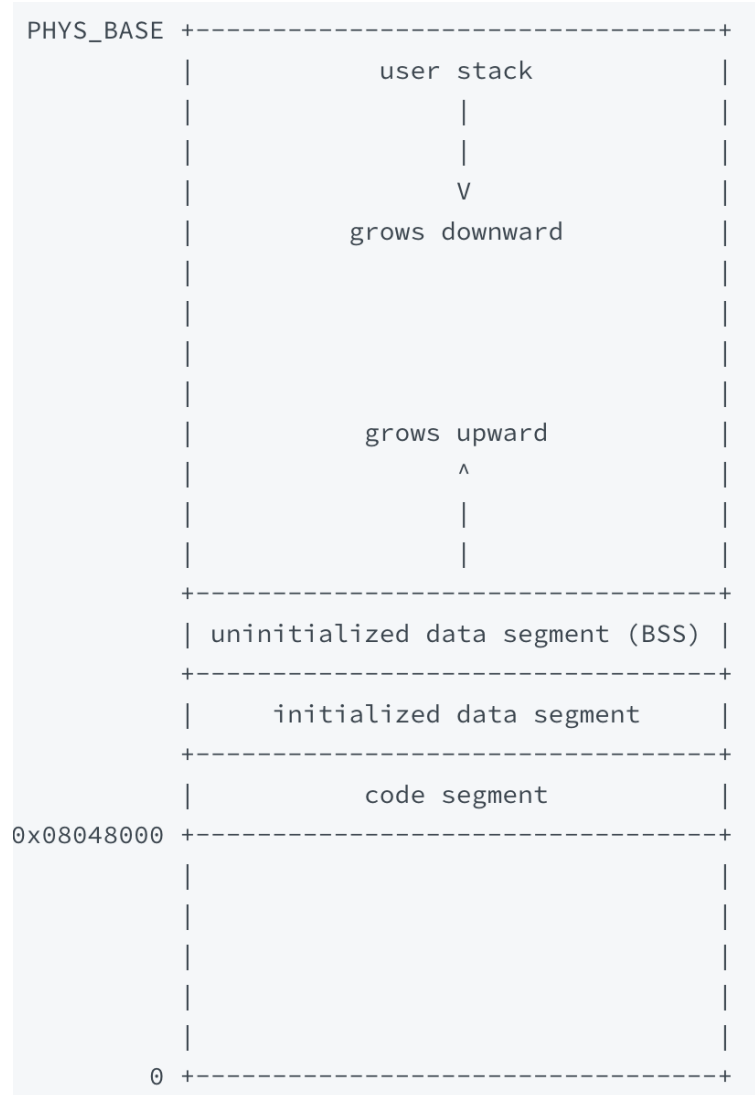 PHYS_BASE +----------------------------------+
|            user stack            |
|                 |                |
|                 |                |
|                 V                |
|          grows downward          |
|                                  |
|                                  |
|                                  |
|                                  |
|           grows upward           |
|                 ^                |
|                 |                |
|                 |                |
+----------------------------------+
| uninitialized data segment (BSS) |
+----------------------------------+
|     initialized data segment     |
+----------------------------------+
|           code segment           |
0x08048000 +----------------------------------+
|                                  |
|                                  |
|                                  |
|                                  |
|                                  |
0 +----------------------------------+